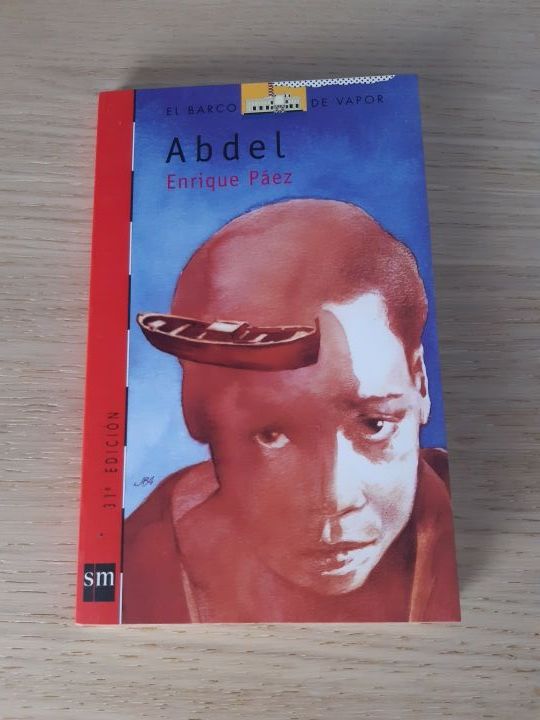 EL BARCO DE VAPOR
Abdel
Enrique Páez
31ª EDICIÓN
sm